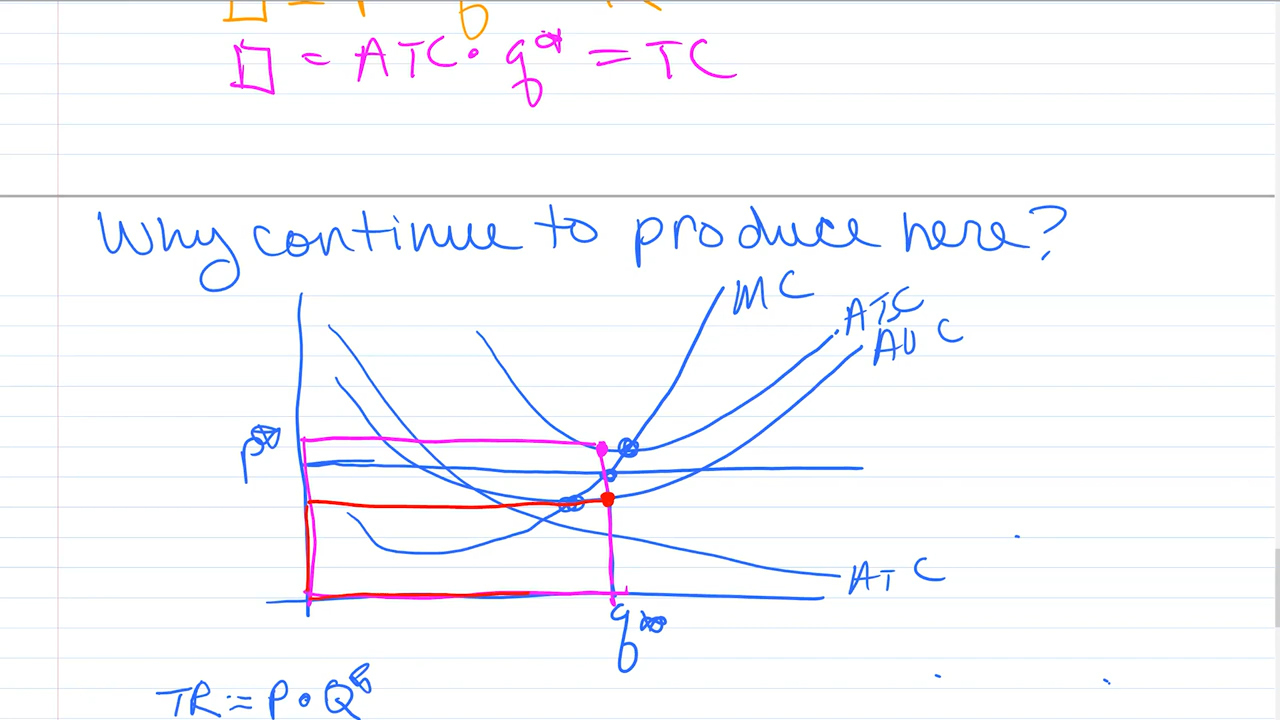 □ = ATC · q* = TC
Why continue to produce here?
MC
ATC
AVC
P*
ATC
q*
TR = P · Q*